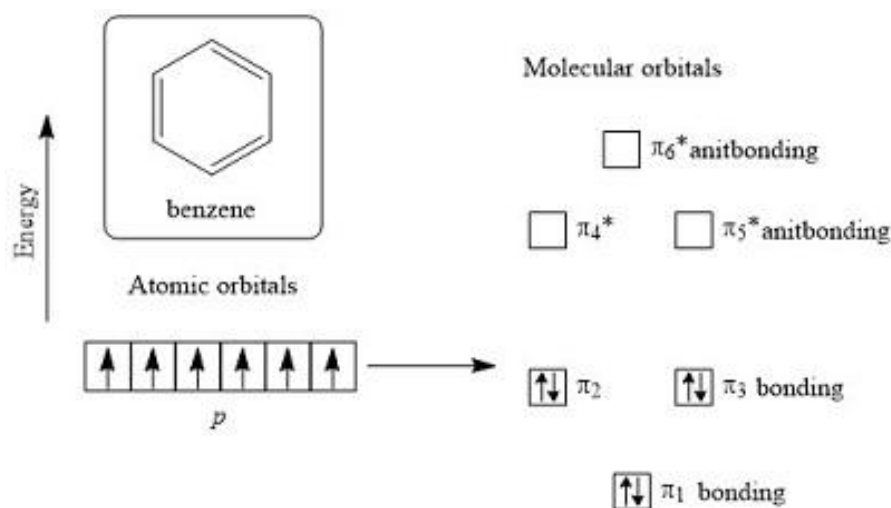 benzene
Energy
Atomic orbitals
p
Molecular orbitals
π6* anitbonding
π4*
π5* anitbonding
π2
π3 bonding
π1 bonding